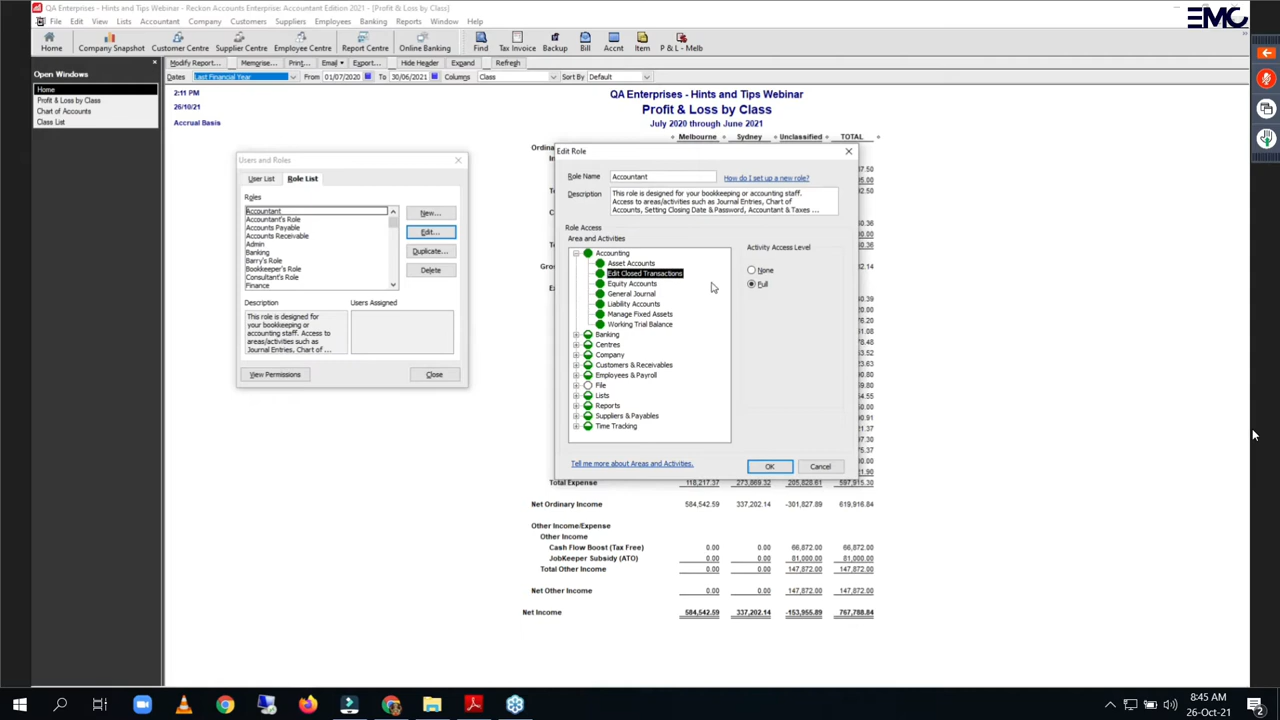 QA Enterprises - Hints and Tips Webinar - Reckon Accounts Enterprise: Accountant Edition 2021 - [Profit & Loss by Class]
EMC
File Edit View Lists Accountant Company Customers Suppliers Employees Banking Reports Window Help
Home Company Snapshot Customer Centre Supplier Centre Employee Centre Report Centre Online Banking Find Tax Invoice Backup Bill Accnt Item P & L - Melb
Open Windows
Home
Profit & Loss by Class
Chart of Accounts
Class List
Modify Report... Memorise... Print... Email Export... Hide Header Expand Refresh
Dates Last Financial Year From 01/07/2020 To 30/06/2021 Columns Class Sort By Default
2:11 PM
26/10/21
Accrual Basis
QA Enterprises - Hints and Tips Webinar
Profit & Loss by Class
July 2020 through June 2021
Melbourne Sydney Unclassified TOTAL
Users and Roles
User List Role List
Roles
Accountant
Accountant's Role
Accounts Payable
Accounts Receivable
Admin
Banking
Barry's Role
Bookkeeper's Role
Consultant's Role
Finance
New...
Edit...
Duplicate...
Delete
Description
This role is designed for
your bookkeeping or
accounting staff. Access to
areas/activities such as
Journal Entries, Chart of ...
Users Assigned
View Permissions Close
Edit Role
Role Name Accountant How do I set up a new role?
Description This role is designed for your bookkeeping or accounting staff.
Access to areas/activities such as Journal Entries, Chart of
Accounts, Setting Closing Date & Password, Accountant & Taxes ...
Role Access
Area and Activities
Accounting
Asset Accounts
Edit Closed Transactions
Equity Accounts
General Journal
Liability Accounts
Manage Fixed Assets
Working Trial Balance
Banking
Centres
Company
Customers & Receivables
Employees & Payroll
File
Lists
Reports
Suppliers & Payables
Time Tracking
Activity Access Level
None
Full
Tell me more about Areas and Activities.
OK Cancel
Total Expense 118,217.37 273,869.32 205,828.61 597,915.30
Net Ordinary Income 584,542.59 337,202.14 -301,827.89 619,916.84
Other Income/Expense
Other Income
Cash Flow Boost (Tax Free) 0.00 0.00 66,872.00 66,872.00
JobKeeper Subsidy (ATO) 0.00 0.00 81,000.00 81,000.00
Total Other Income 0.00 0.00 147,872.00 147,872.00
Net Other Income 0.00 0.00 147,872.00 147,872.00
Net Income 584,542.59 337,202.14 -153,955.89 767,788.84
8:45 AM
26-Oct-21
2